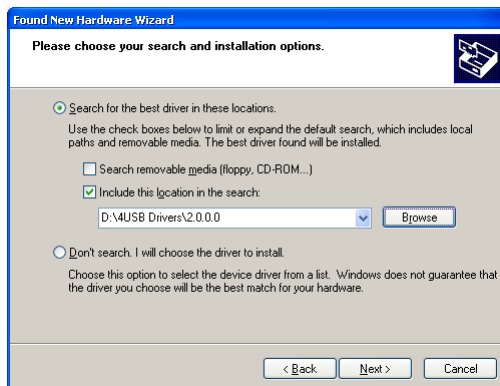 Found New Hardware Wizard
Please choose your search and installation options.
Search for the best driver in these locations.
Use the check boxes below to limit or expand the default search, which includes local
paths and removable media. The best driver found will be installed.
Search removable media (floppy, CD-ROM...)
Include this location in the search:
D:\4USB Drivers\2.0.0.0
Browse
Don't search. I will choose the driver to install.
Choose this option to select the device driver from a list. Windows does not guarantee that
the driver you choose will be the best match for your hardware.
< Back
Next >
Cancel